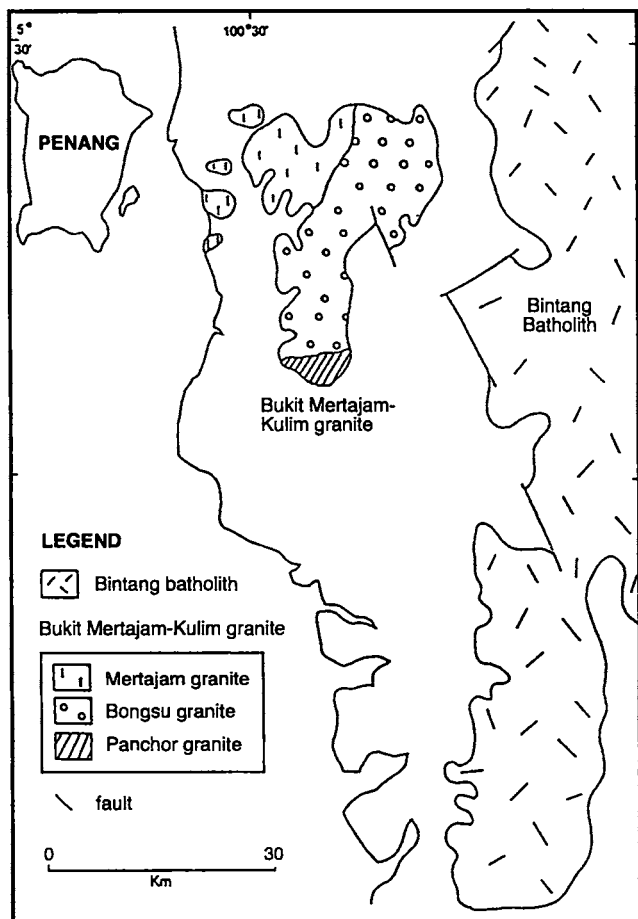 5°
30'
100°30'
PENANG
Bintang
Batholith
Bukit Mertajam-
Kulim granite
LEGEND
Bintang batholith
Bukit Mertajam-Kulim granite
Mertajam granite
Bongsu granite
Panchor granite
fault
0 30
Km